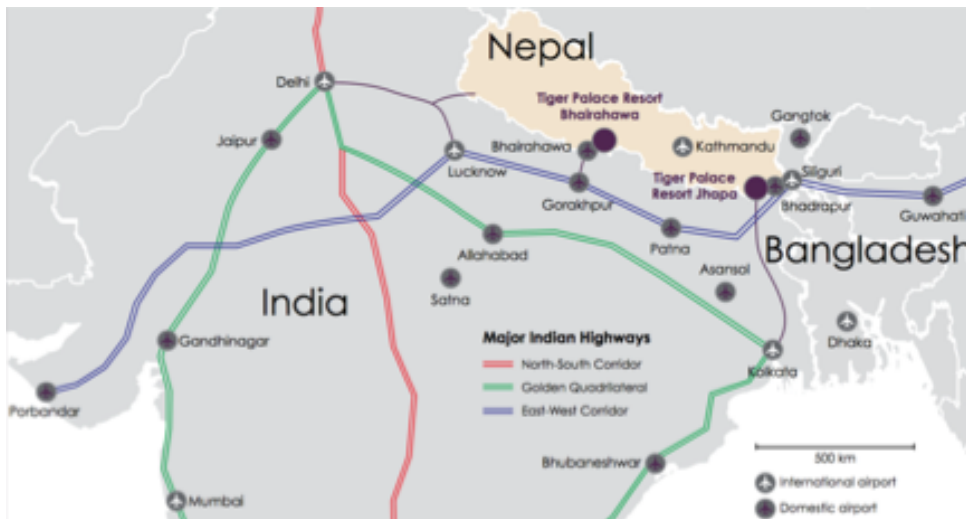 Nepal
Delhi
Tiger Palace Resort
Bhairahawa
Gangtok
Jaipur
Bhairahawa
Kathmandu
Lucknow
Siliguri
Tiger Palace
Resort Jhapa
Gorakhpur
Bhadrapur
Guwahati
Patna
Allahabad
Bangladesh
Asansol
Satna
India
Major Indian Highways
Gandhinagar
Dhaka
North-South Corridor
Kolkata
Golden Quadrilateral
Porbandar
East-West Corridor
500 km
Bhubaneshwar
International airport
Mumbai
Domestic airport